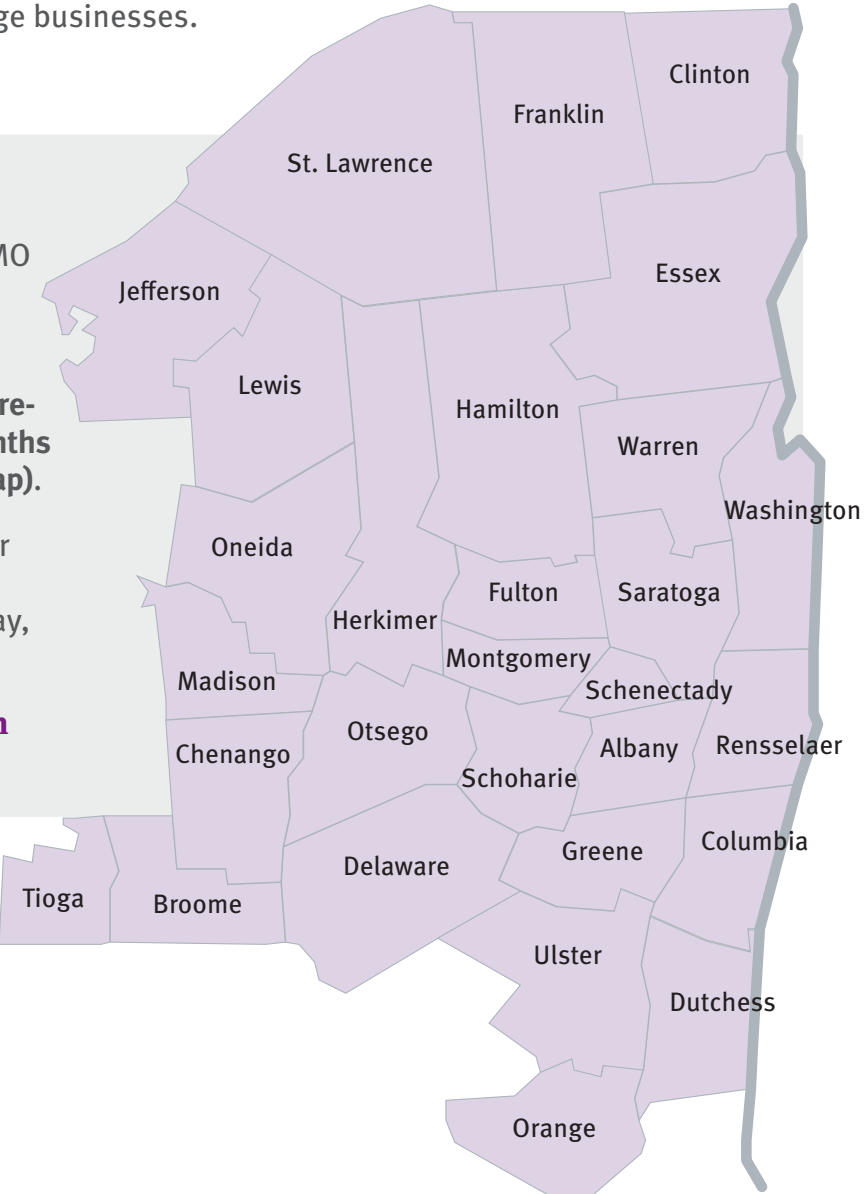 ge businesses.
MO
re-
nths
ap).
r
ay,
n
Clinton
Franklin
St. Lawrence
Essex
Jefferson
Lewis
Hamilton
Warren
Washington
Oneida
Fulton
Saratoga
Herkimer
Montgomery
Madison
Schenectady
Otsego
Albany
Rensselaer
Chenango
Schoharie
Columbia
Greene
Delaware
Tioga
Broome
Ulster
Dutchess
Orange